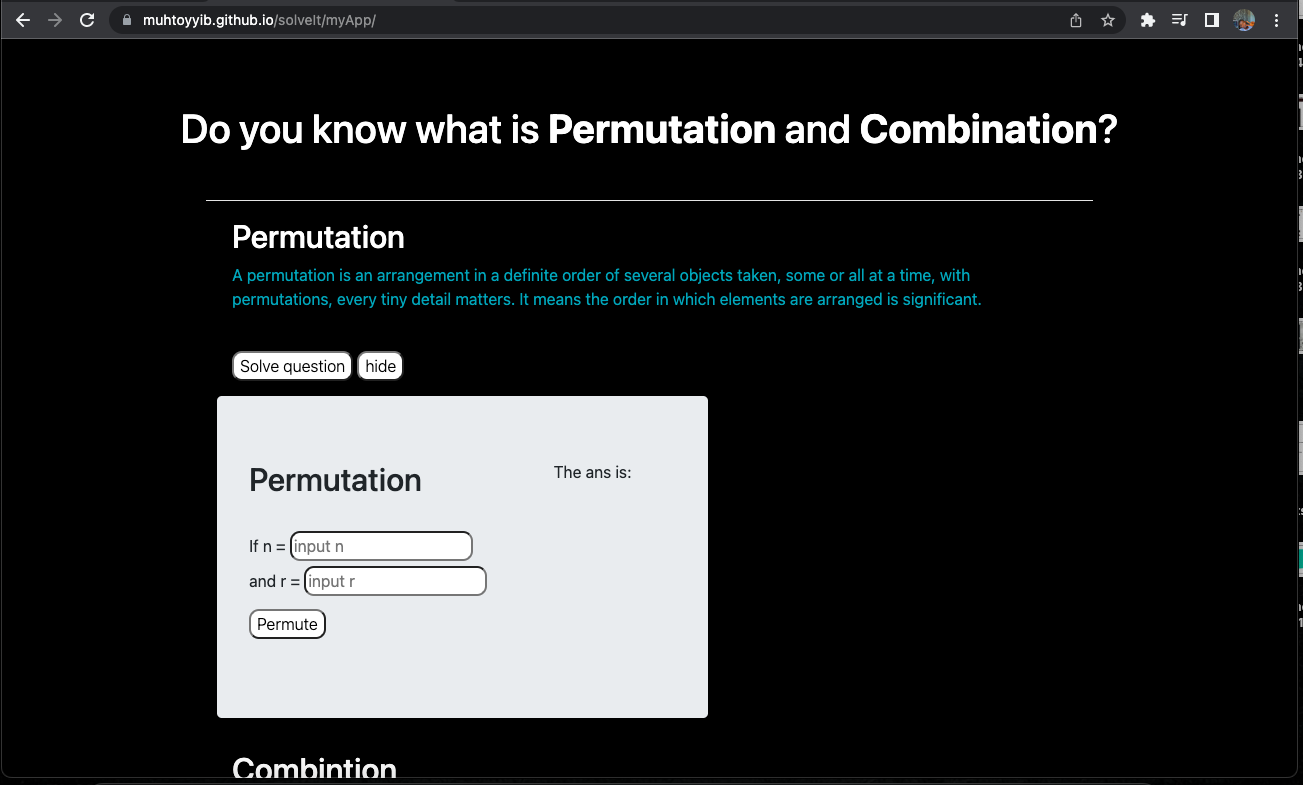 muhtoyyib.github.io/solveIt/myApp/
Do you know what is Permutation and Combination?
Permutation
A permutation is an arrangement in a definite order of several objects taken, some or all at a time, with
permutations, every tiny detail matters. It means the order in which elements are arranged is significant.
Solve question hide
Permutation
The ans is:
If n = input n
and r = input r
Permute
Combintion